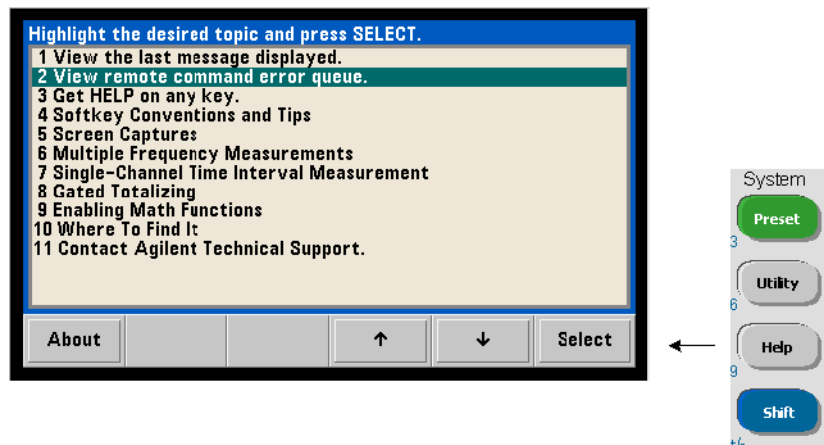 Highlight the desired topic and press SELECT.
1 View the last message displayed.
2 View remote command error queue.
3 Get HELP on any key.
4 Softkey Conventions and Tips
5 Screen Captures
6 Multiple Frequency Measurements
7 Single-Channel Time Interval Measurement
8 Gated Totalizing
9 Enabling Math Functions
10 Where To Find It
11 Contact Agilent Technical Support.
About ↑ ↓ Select
System
Preset
3
Utility
6
Help
9
Shift
+/-